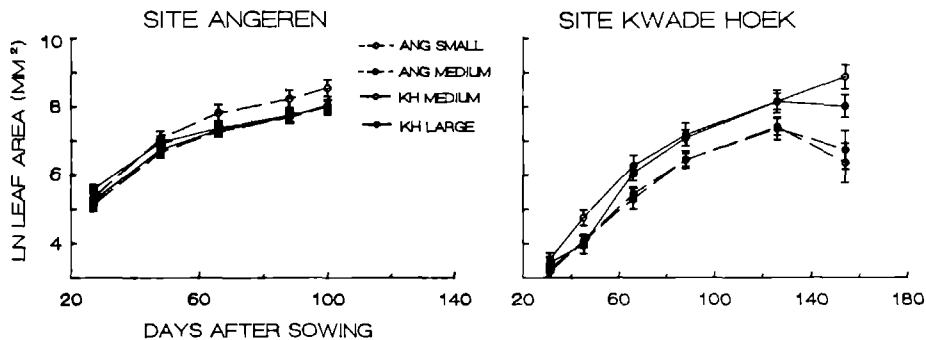 SITE ANGEREN
SITE KWADE HOEK
LN LEAF AREA (MM²)
10
8
6
4
ANG SMALL
ANG MEDIUM
KH MEDIUM
KH LARGE
20 60 100 140
20 60 100 140 180
DAYS AFTER SOWING